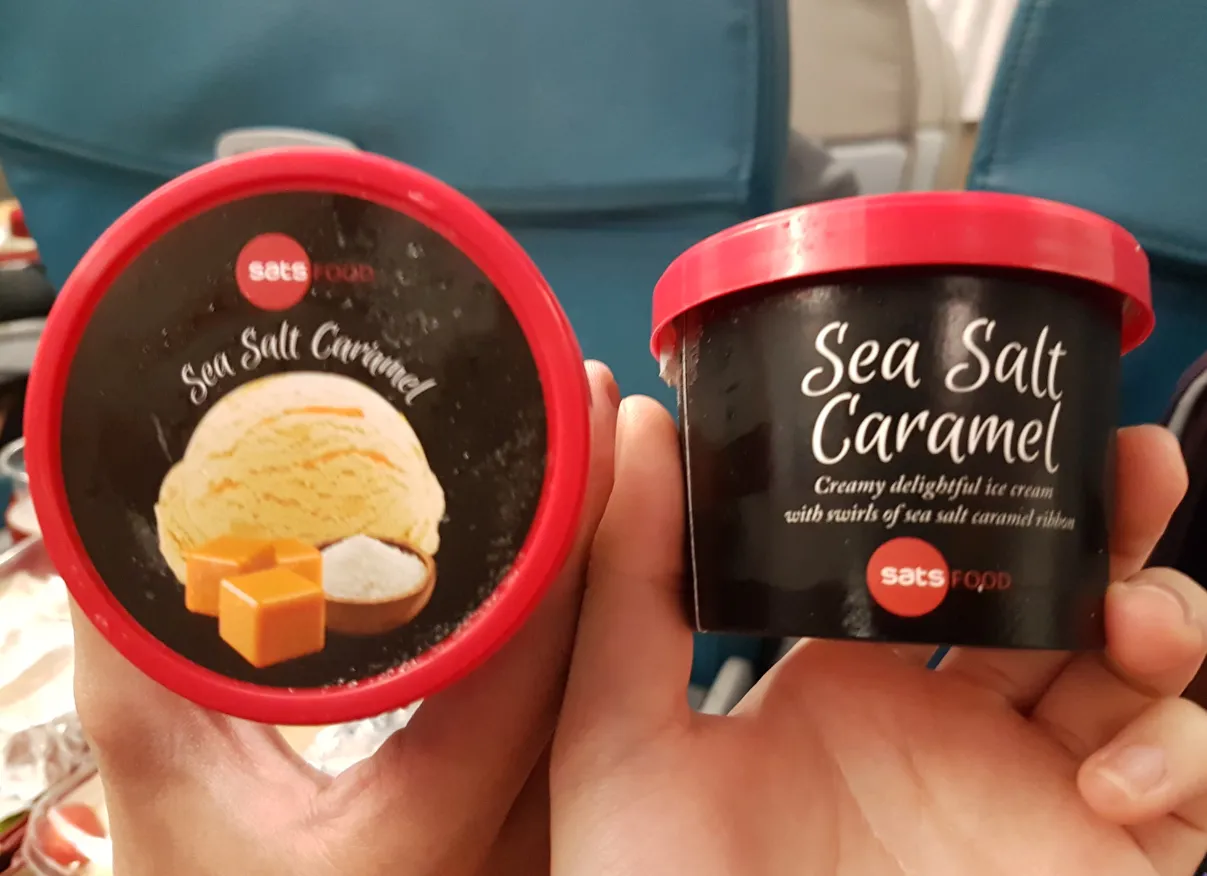 sats FOOD
Sea Salt Caramel
Sea Salt
Caramel
Creamy delightful ice cream
with swirls of sea salt caramel ribbon
sats FOOD